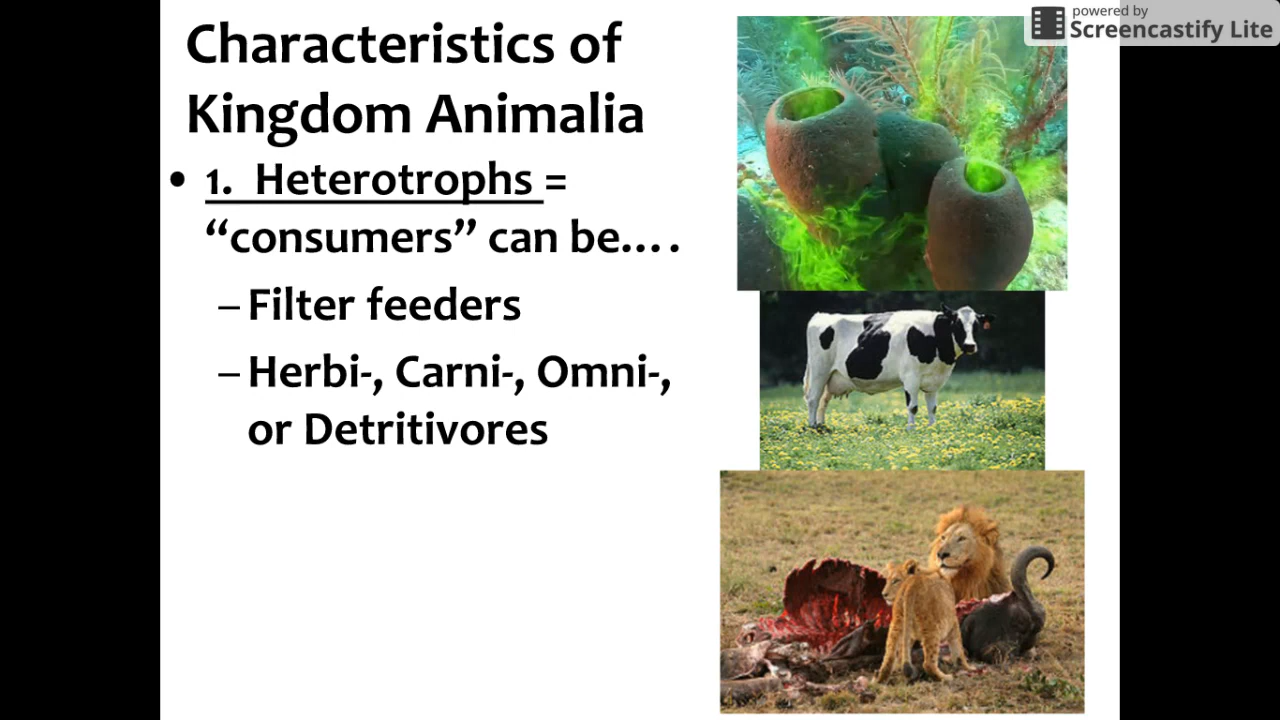 powered by
Screencastify Lite
Characteristics of
Kingdom Animalia
• 1. Heterotrophs =
“consumers” can be….
– Filter feeders
– Herbi-, Carni-, Omni-,
or Detritivores